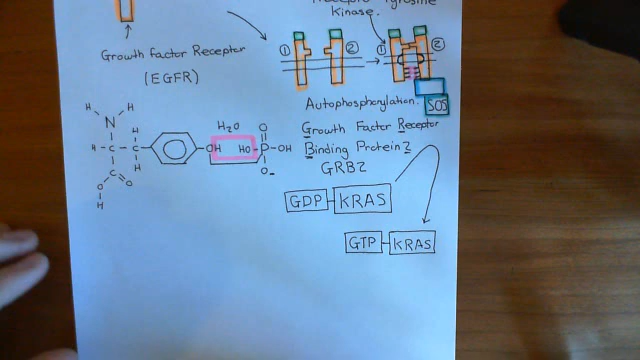 Receptor Tyrosine
Kinase.
Growth factor Receptor
(EGFR)
① ②
① ②
Autophosphorylation.
SOS
Growth Factor Receptor
Binding Protein 2
GRB2
GDP KRAS
GTP KRAS
H H
N
H
H C C
H
C
O O
H
H2O
OH HO P OH
O
O-